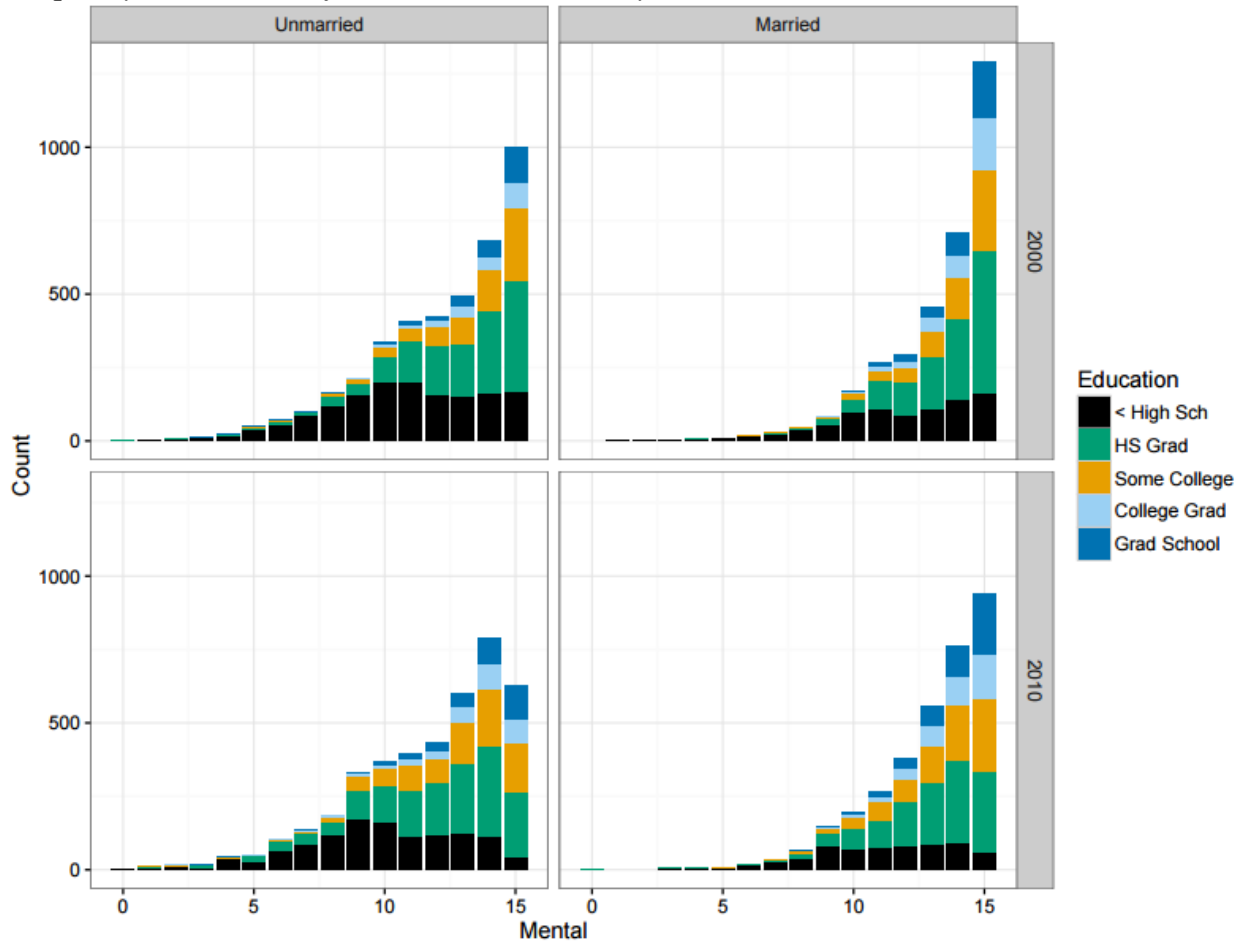 Unmarried
Married
1000
500
0
2000
1000
500
0
2010
Count
0
5
10
15
0
5
10
15
Mental
Education
< High Sch
HS Grad
Some College
College Grad
Grad School